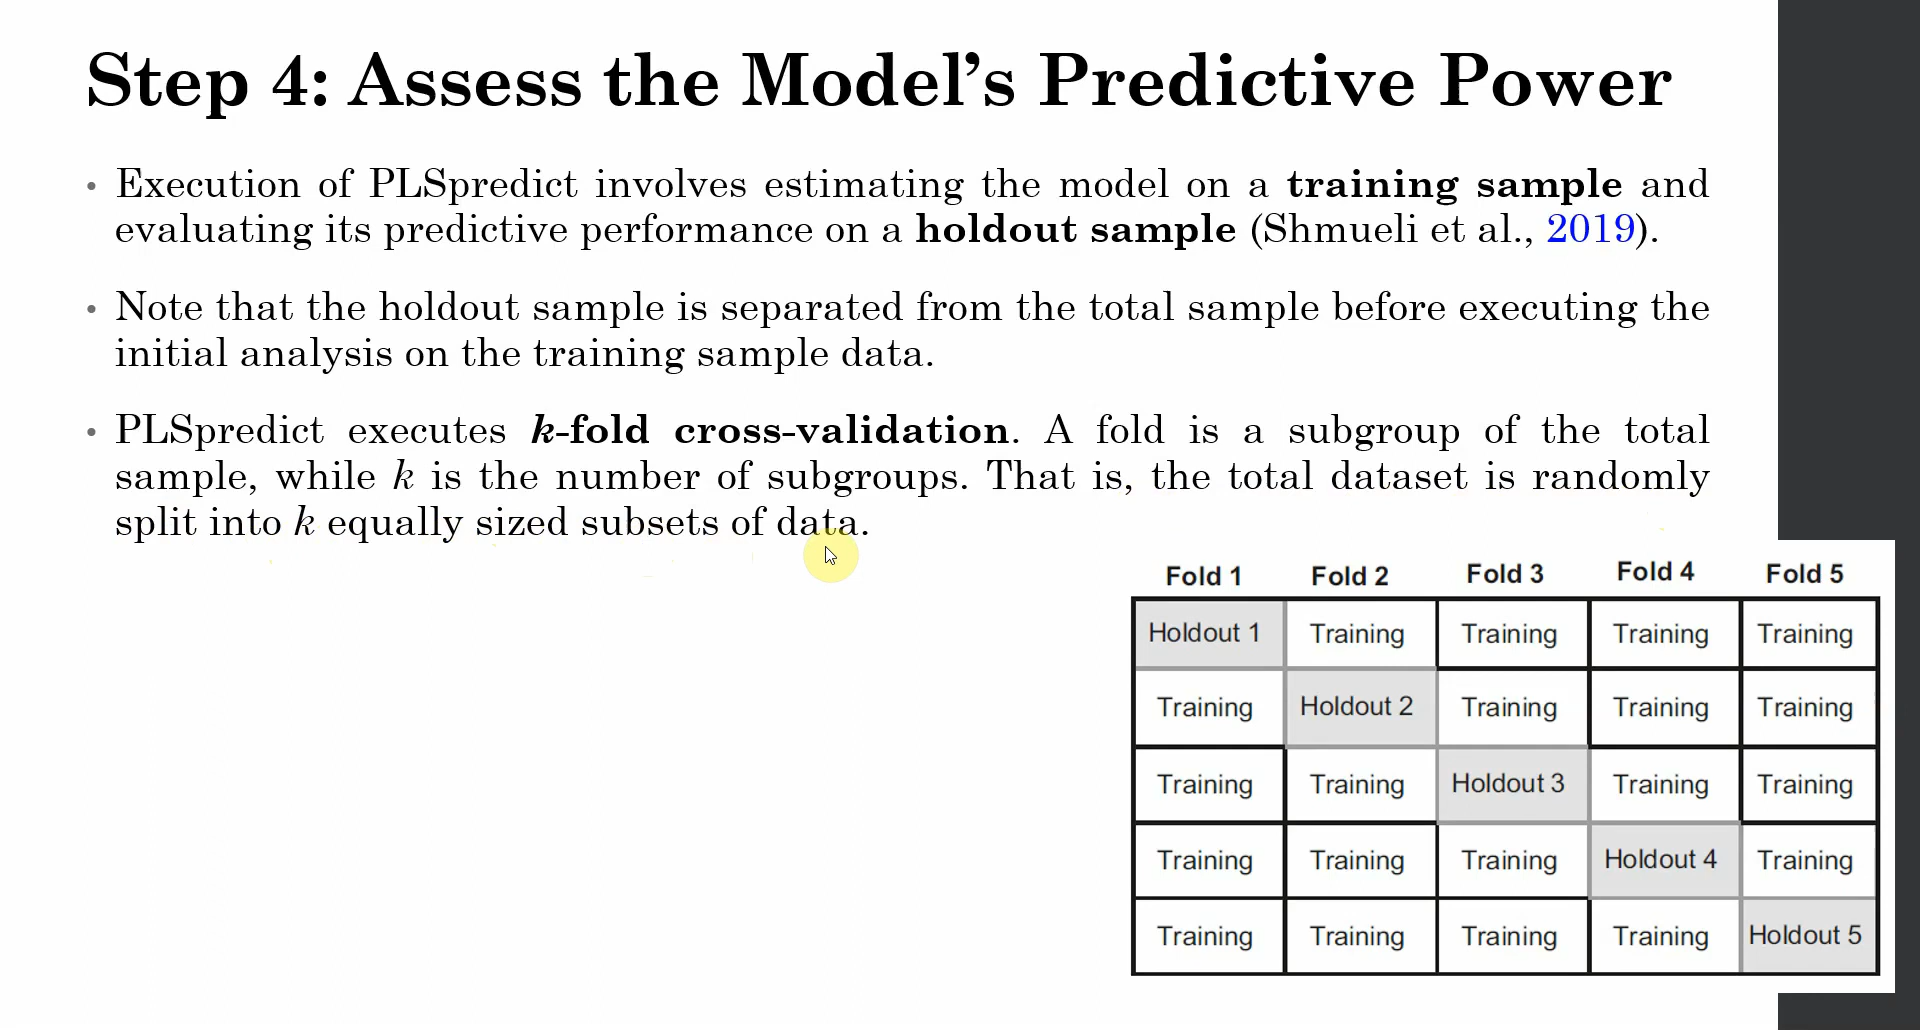 Step 4: Assess the Model's Predictive Power
• Execution of PLSpredict involves estimating the model on a training sample and
evaluating its predictive performance on a holdout sample (Shmueli et al., 2019).
• Note that the holdout sample is separated from the total sample before executing the
initial analysis on the training sample data.
• PLSpredict executes k-fold cross-validation. A fold is a subgroup of the total
sample, while k is the number of subgroups. That is, the total dataset is randomly
split into k equally sized subsets of data.
Fold 1 Fold 2 Fold 3 Fold 4 Fold 5
Holdout 1 Training Training Training Training
Training Holdout 2 Training Training Training
Training Training Holdout 3 Training Training
Training Training Training Holdout 4 Training
Training Training Training Training Holdout 5